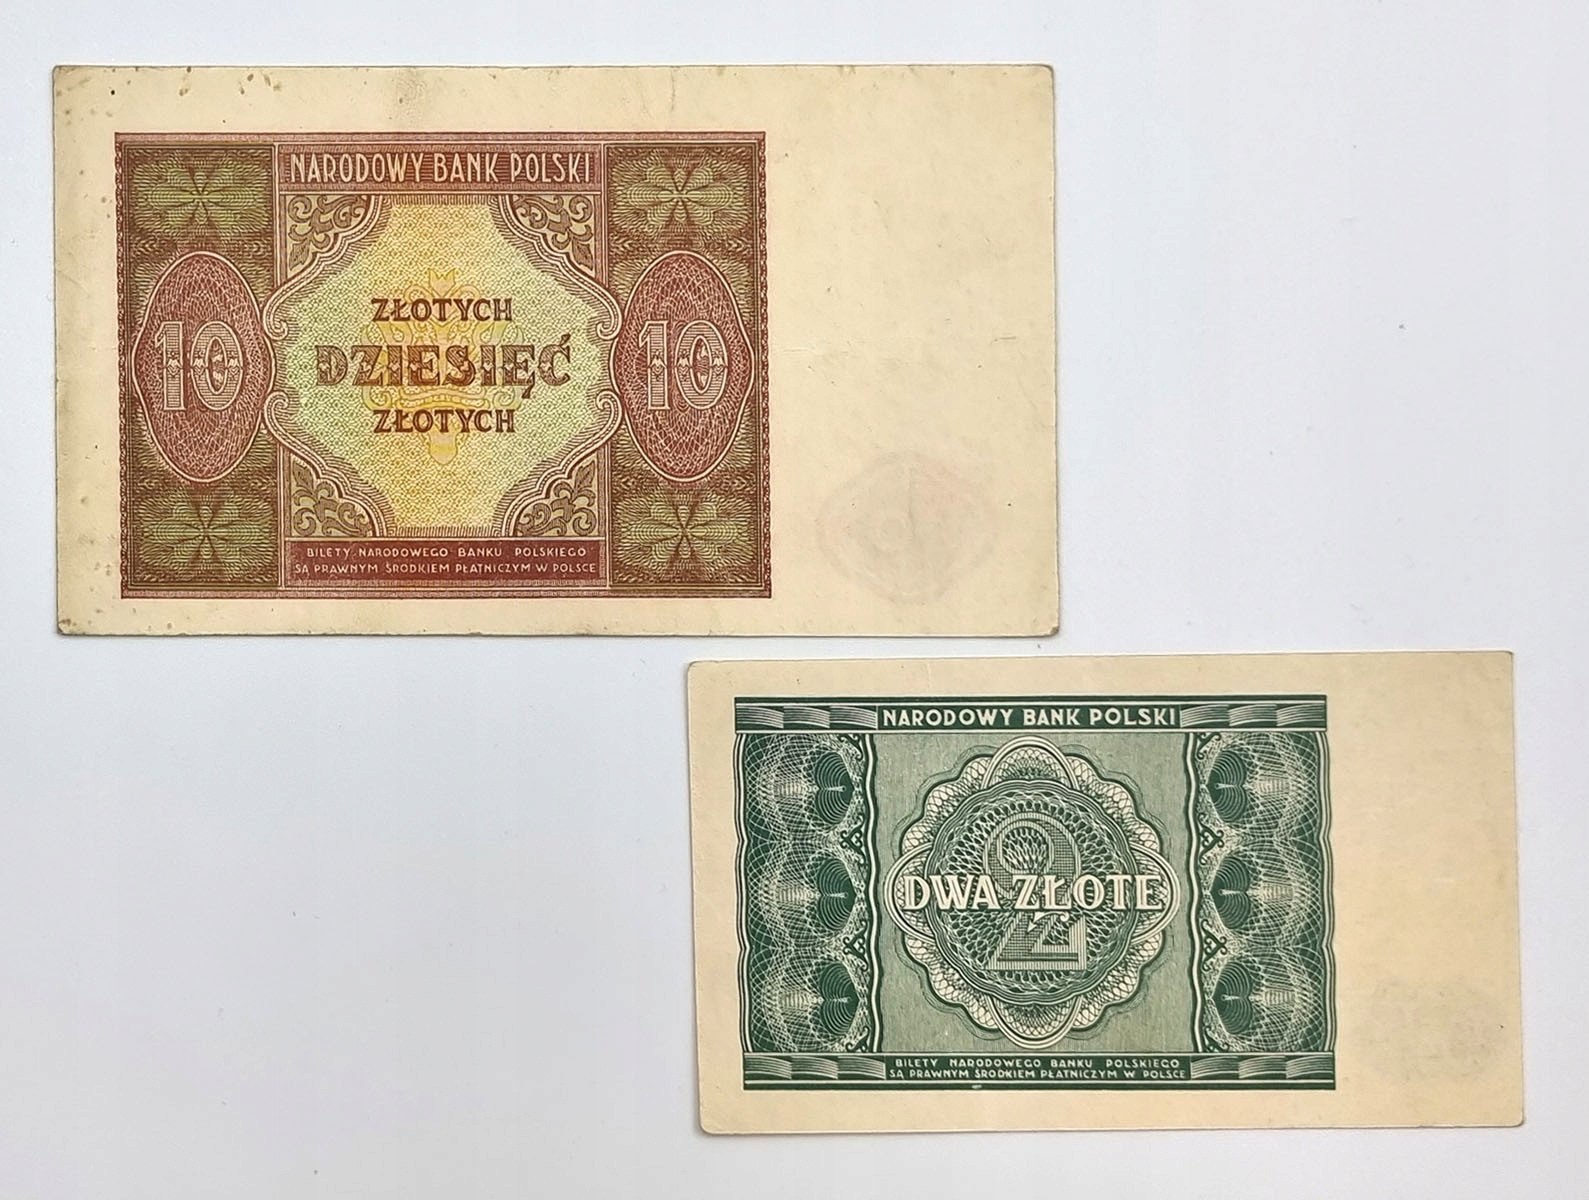 NARODOWY BANK POLSKI
10
ZŁOTYCH
DZIESIĘĆ
ZŁOTYCH
10
BILETY NARODOWEGO BANKU POLSKIEGO
SĄ PRAWNYM ŚRODKIEM PŁATNICZYM W POLSCE
NARODOWY BANK POLSKI
2
DWA ZŁOTE
BILETY NARODOWEGO BANKU POLSKIEGO
SĄ PRAWNYM ŚRODKIEM PŁATNICZYM W POLSCE